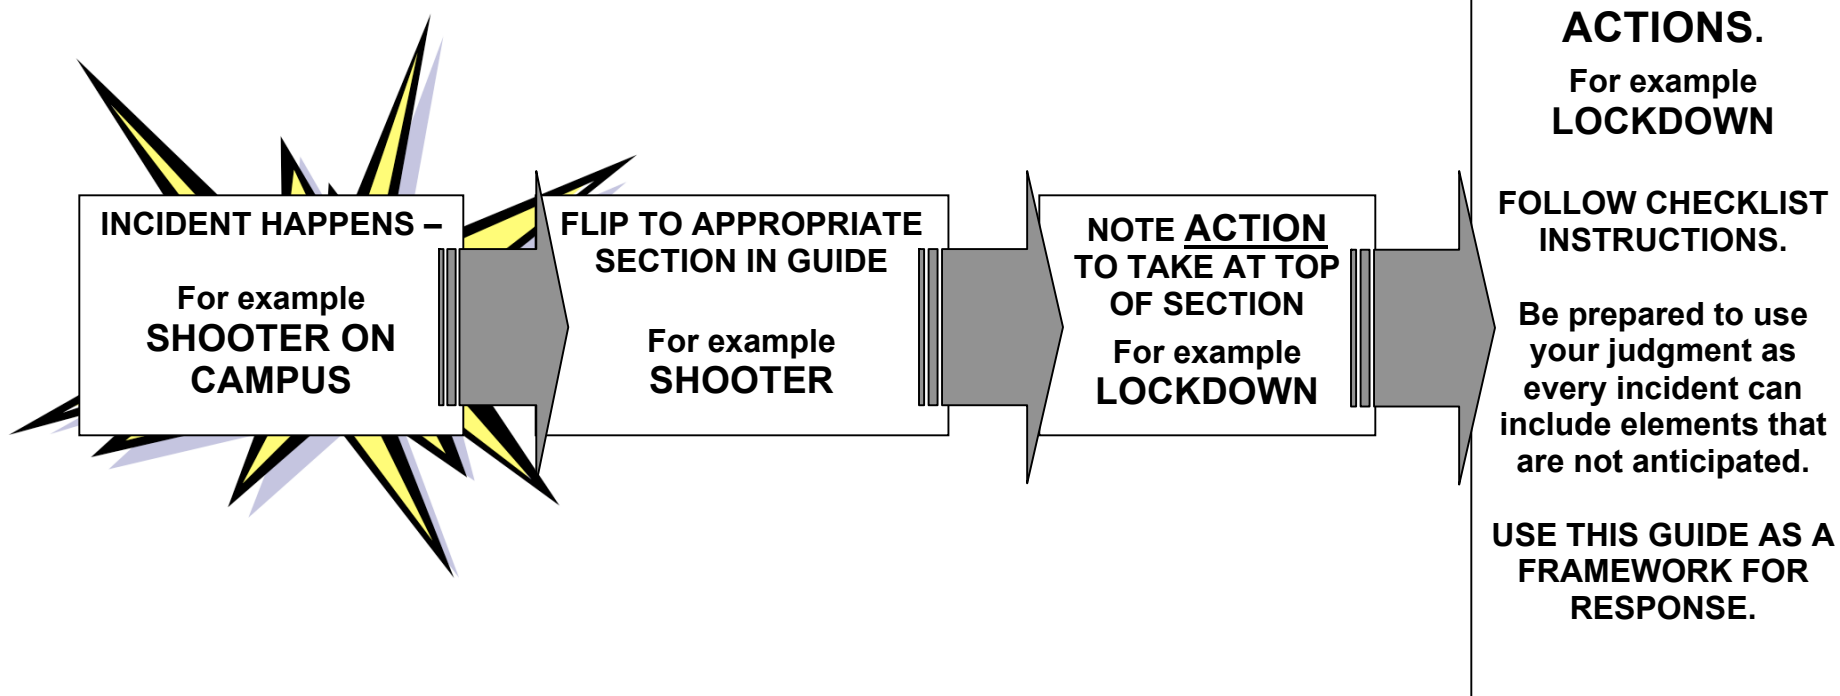 INCIDENT HAPPENS –
For example
SHOOTER ON
CAMPUS
FLIP TO APPROPRIATE
SECTION IN GUIDE
For example
SHOOTER
NOTE ACTION
TO TAKE AT TOP
OF SECTION
For example
LOCKDOWN
ACTIONS.
For example
LOCKDOWN
FOLLOW CHECKLIST
INSTRUCTIONS.
Be prepared to use
your judgment as
every incident can
include elements that
are not anticipated.
USE THIS GUIDE AS A
FRAMEWORK FOR
RESPONSE.